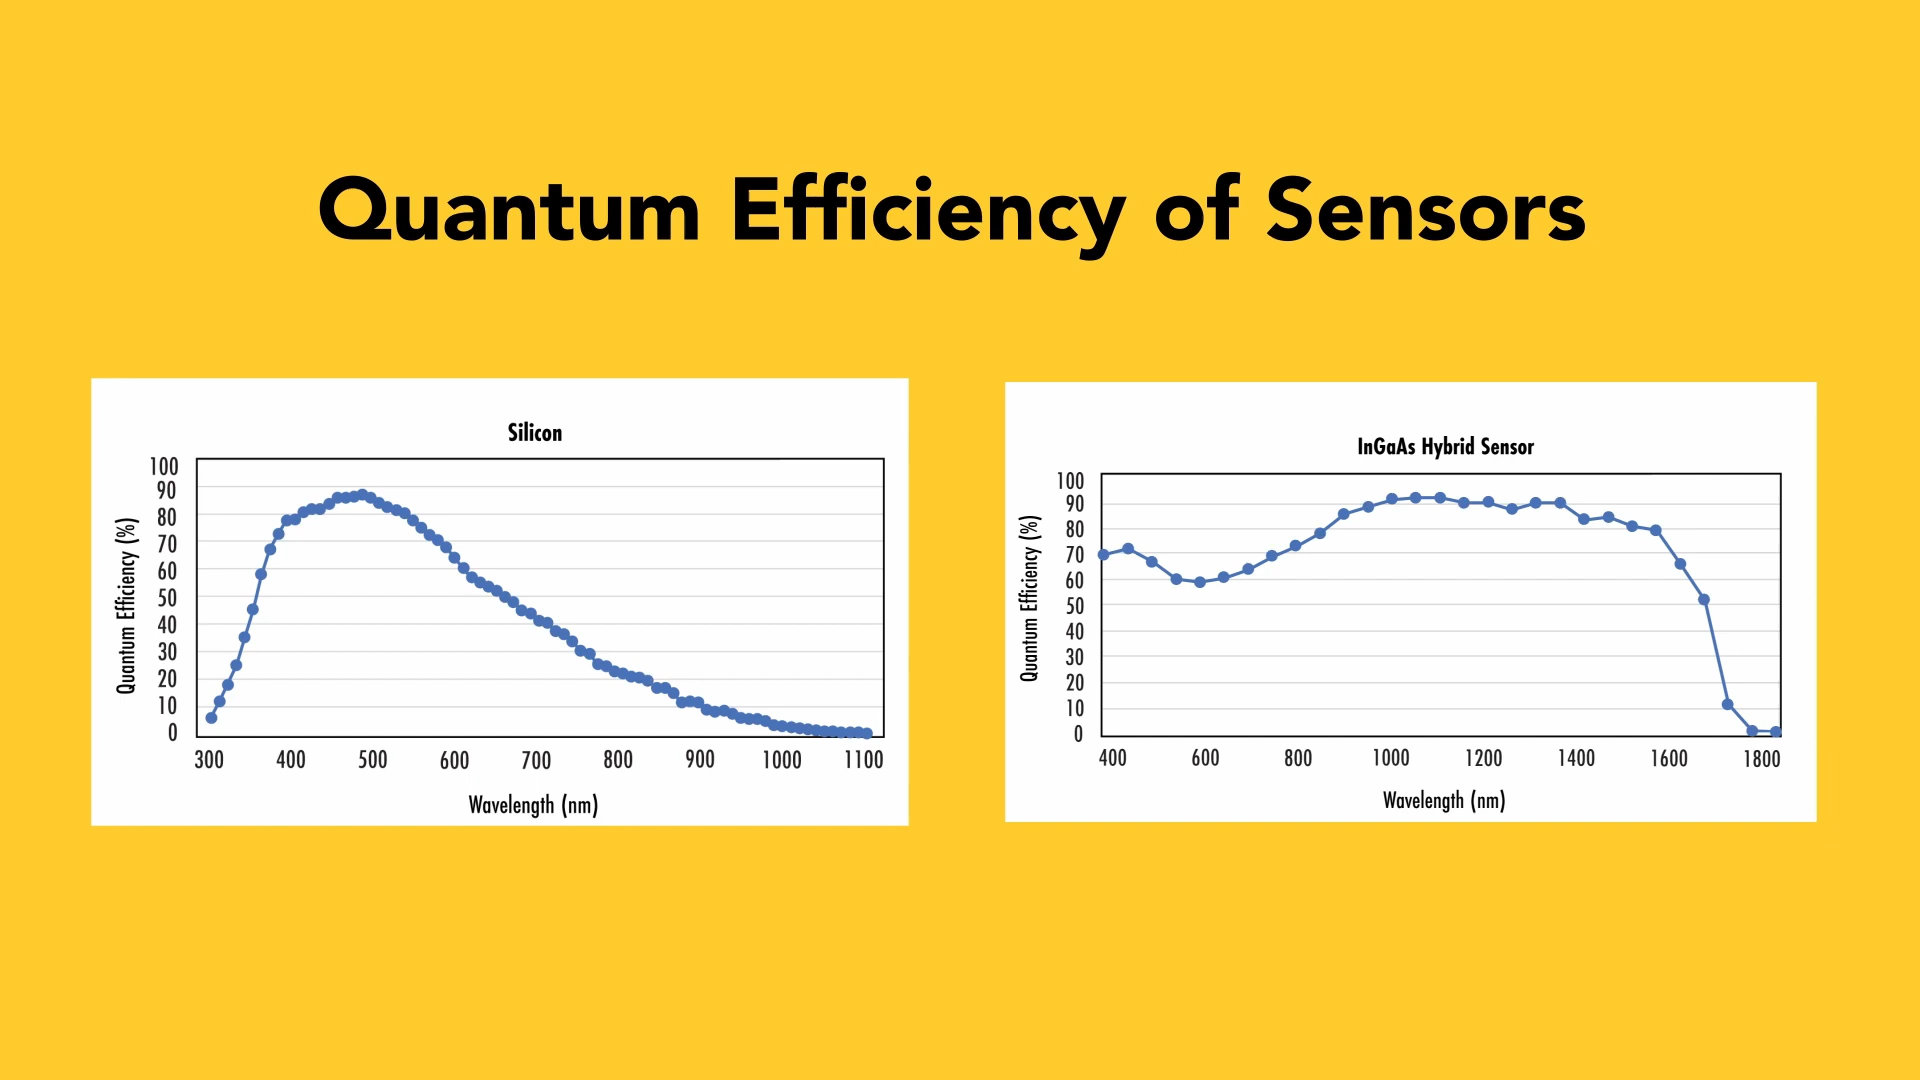 Quantum Efficiency of Sensors
Silicon
Quantum Efficiency (%)
100
90
80
70
60
50
40
30
20
10
0
300 400 500 600 700 800 900 1000 1100
Wavelength (nm)
InGaAs Hybrid Sensor
Quantum Efficiency (%)
100
90
80
70
60
50
40
30
20
10
0
400 600 800 1000 1200 1400 1600 1800
Wavelength (nm)